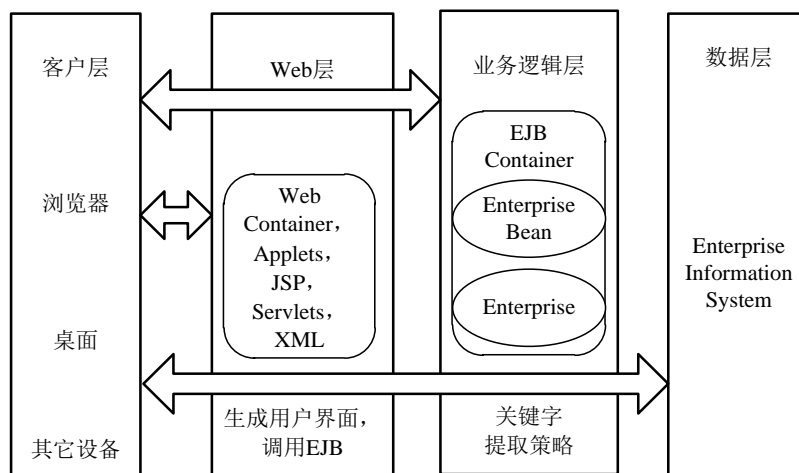 客户层
浏览器
桌面
其它设备
Web层
Web
Container，
Applets，
JSP，
Servlets，
XML
生成用户界面，
调用EJB
业务逻辑层
EJB
Container
Enterprise
Bean
Enterprise
关键字
提取策略
数据层
Enterprise
Information
System